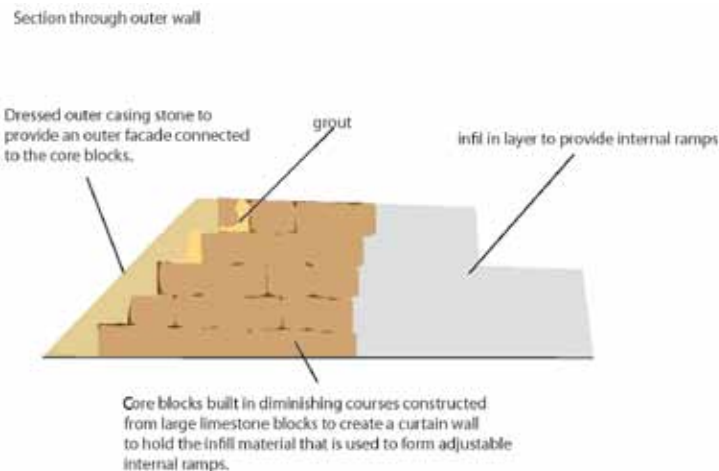 Section through outer wall
Dressed outer casing stone to
provide an outer facade connected
to the core blocks.
grout
infil in layer to provide internal ramps
Core blocks built in diminishing courses constructed
from large limestone blocks to create a curtain wall
to hold the infill material that is used to form adjustable
internal ramps.